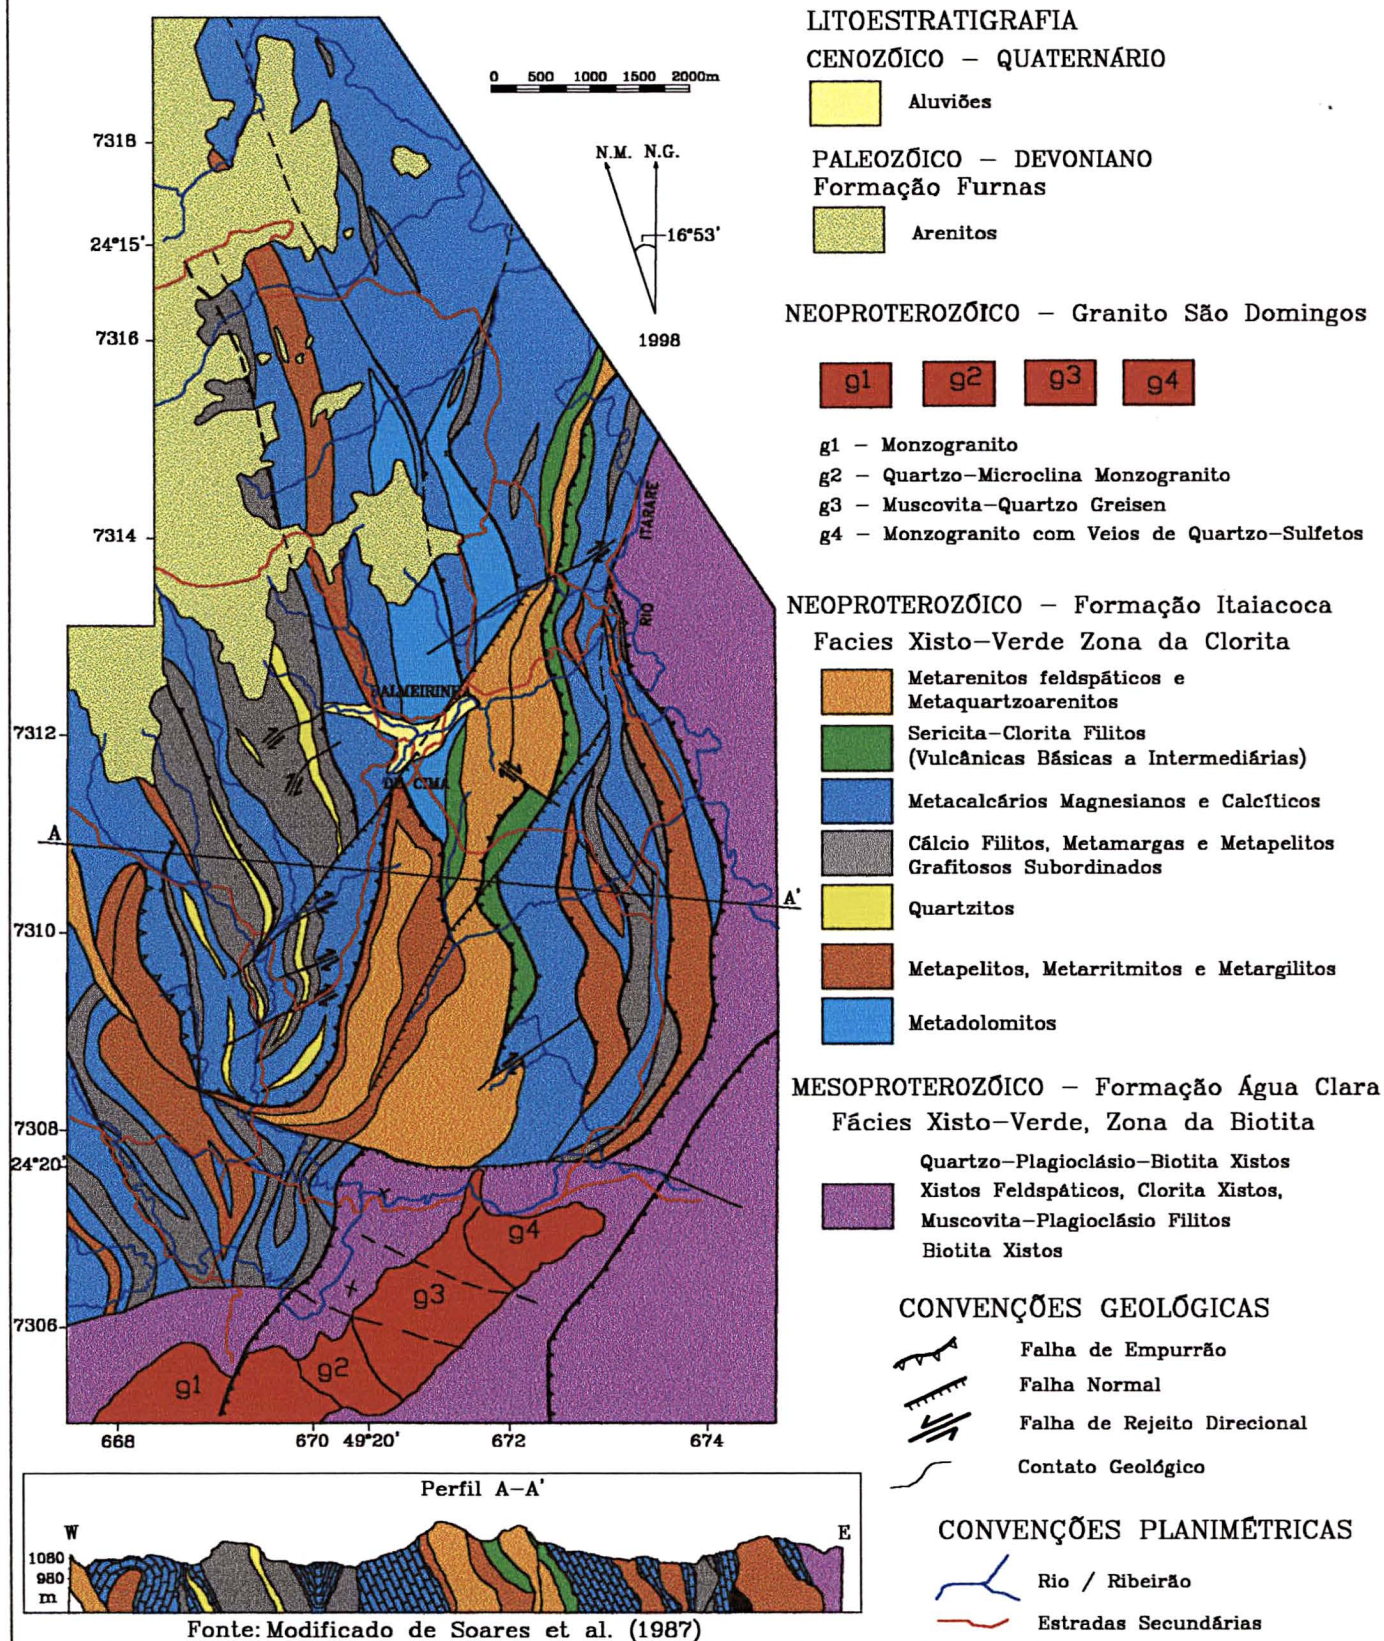 LITOESTRATIGRAFIA
CENOZÓICO – QUATERNÁRIO
Aluviões
PALEOZÓICO – DEVONIANO
Formação Furnas
Arenitos
NEOPROTEROZÓICO – Granito São Domingos
g1 g2 g3 g4
g1 – Monzogranito
g2 – Quartzo-Microclina Monzogranito
g3 – Muscovita-Quartzo Greisen
g4 – Monzogranito com Veios de Quartzo-Sulfetos
NEOPROTEROZÓICO – Formação Itaiacoca
Facies Xisto-Verde Zona da Clorita
Metarenitos feldspáticos e
Metaquartzoarenitos
Sericita-Clorita Filitos
(Vulcânicas Básicas a Intermediárias)
Metacalcários Magnesianos e Calcíticos
Cálcio Filitos, Metamargas e Metapelitos
Grafitosos Subordinados
Quartzitos
Metapelitos, Metarritmitos e Metargilitos
Metadolomitos
MESOPROTEROZÓICO – Formação Água Clara
Fácies Xisto-Verde, Zona da Biotita
Quartzo-Plagioclásio-Biotita Xistos
Xistos Feldspáticos, Clorita Xistos,
Muscovita-Plagioclásio Filitos
Biotita Xistos
CONVENÇÕES GEOLÓGICAS
Falha de Empurrão
Falha Normal
Falha de Rejeito Direcional
Contato Geológico
CONVENÇÕES PLANIMÉTRICAS
Rio / Ribeirão
Estradas Secundárias
0 500 1000 1500 2000m
N.M. N.G.
16°53'
1998
7318
24°15'
7316
7314
7312
7310
7308
24°20'
7306
668 670 49°20' 672 674
ITARARE
RIO
PALMEIRINHA
DE CIMA
A
A'
g4
g3
g2
g1
Perfil A-A'
W E
1080
980
m
Fonte: Modificado de Soares et al. (1987)